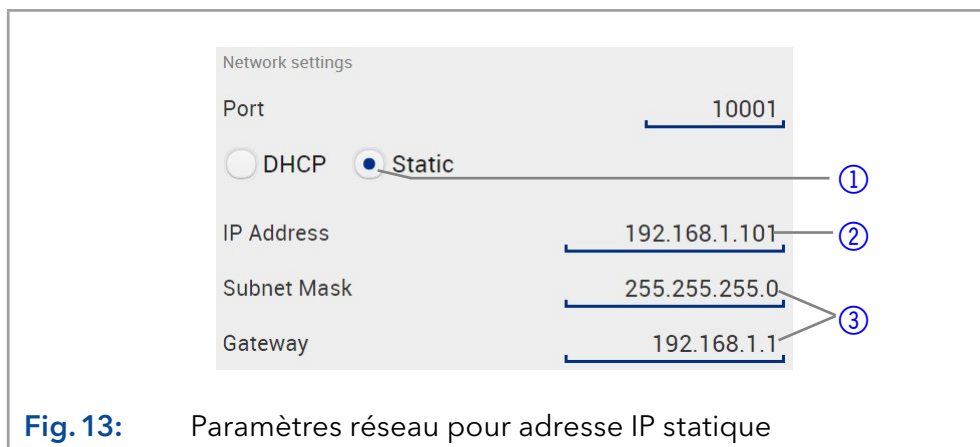 Network settings
Port 10001
DHCP Static
①
IP Address 192.168.1.101 ②
Subnet Mask 255.255.255.0
③
Gateway 192.168.1.1
Fig. 13: Paramètres réseau pour adresse IP statique